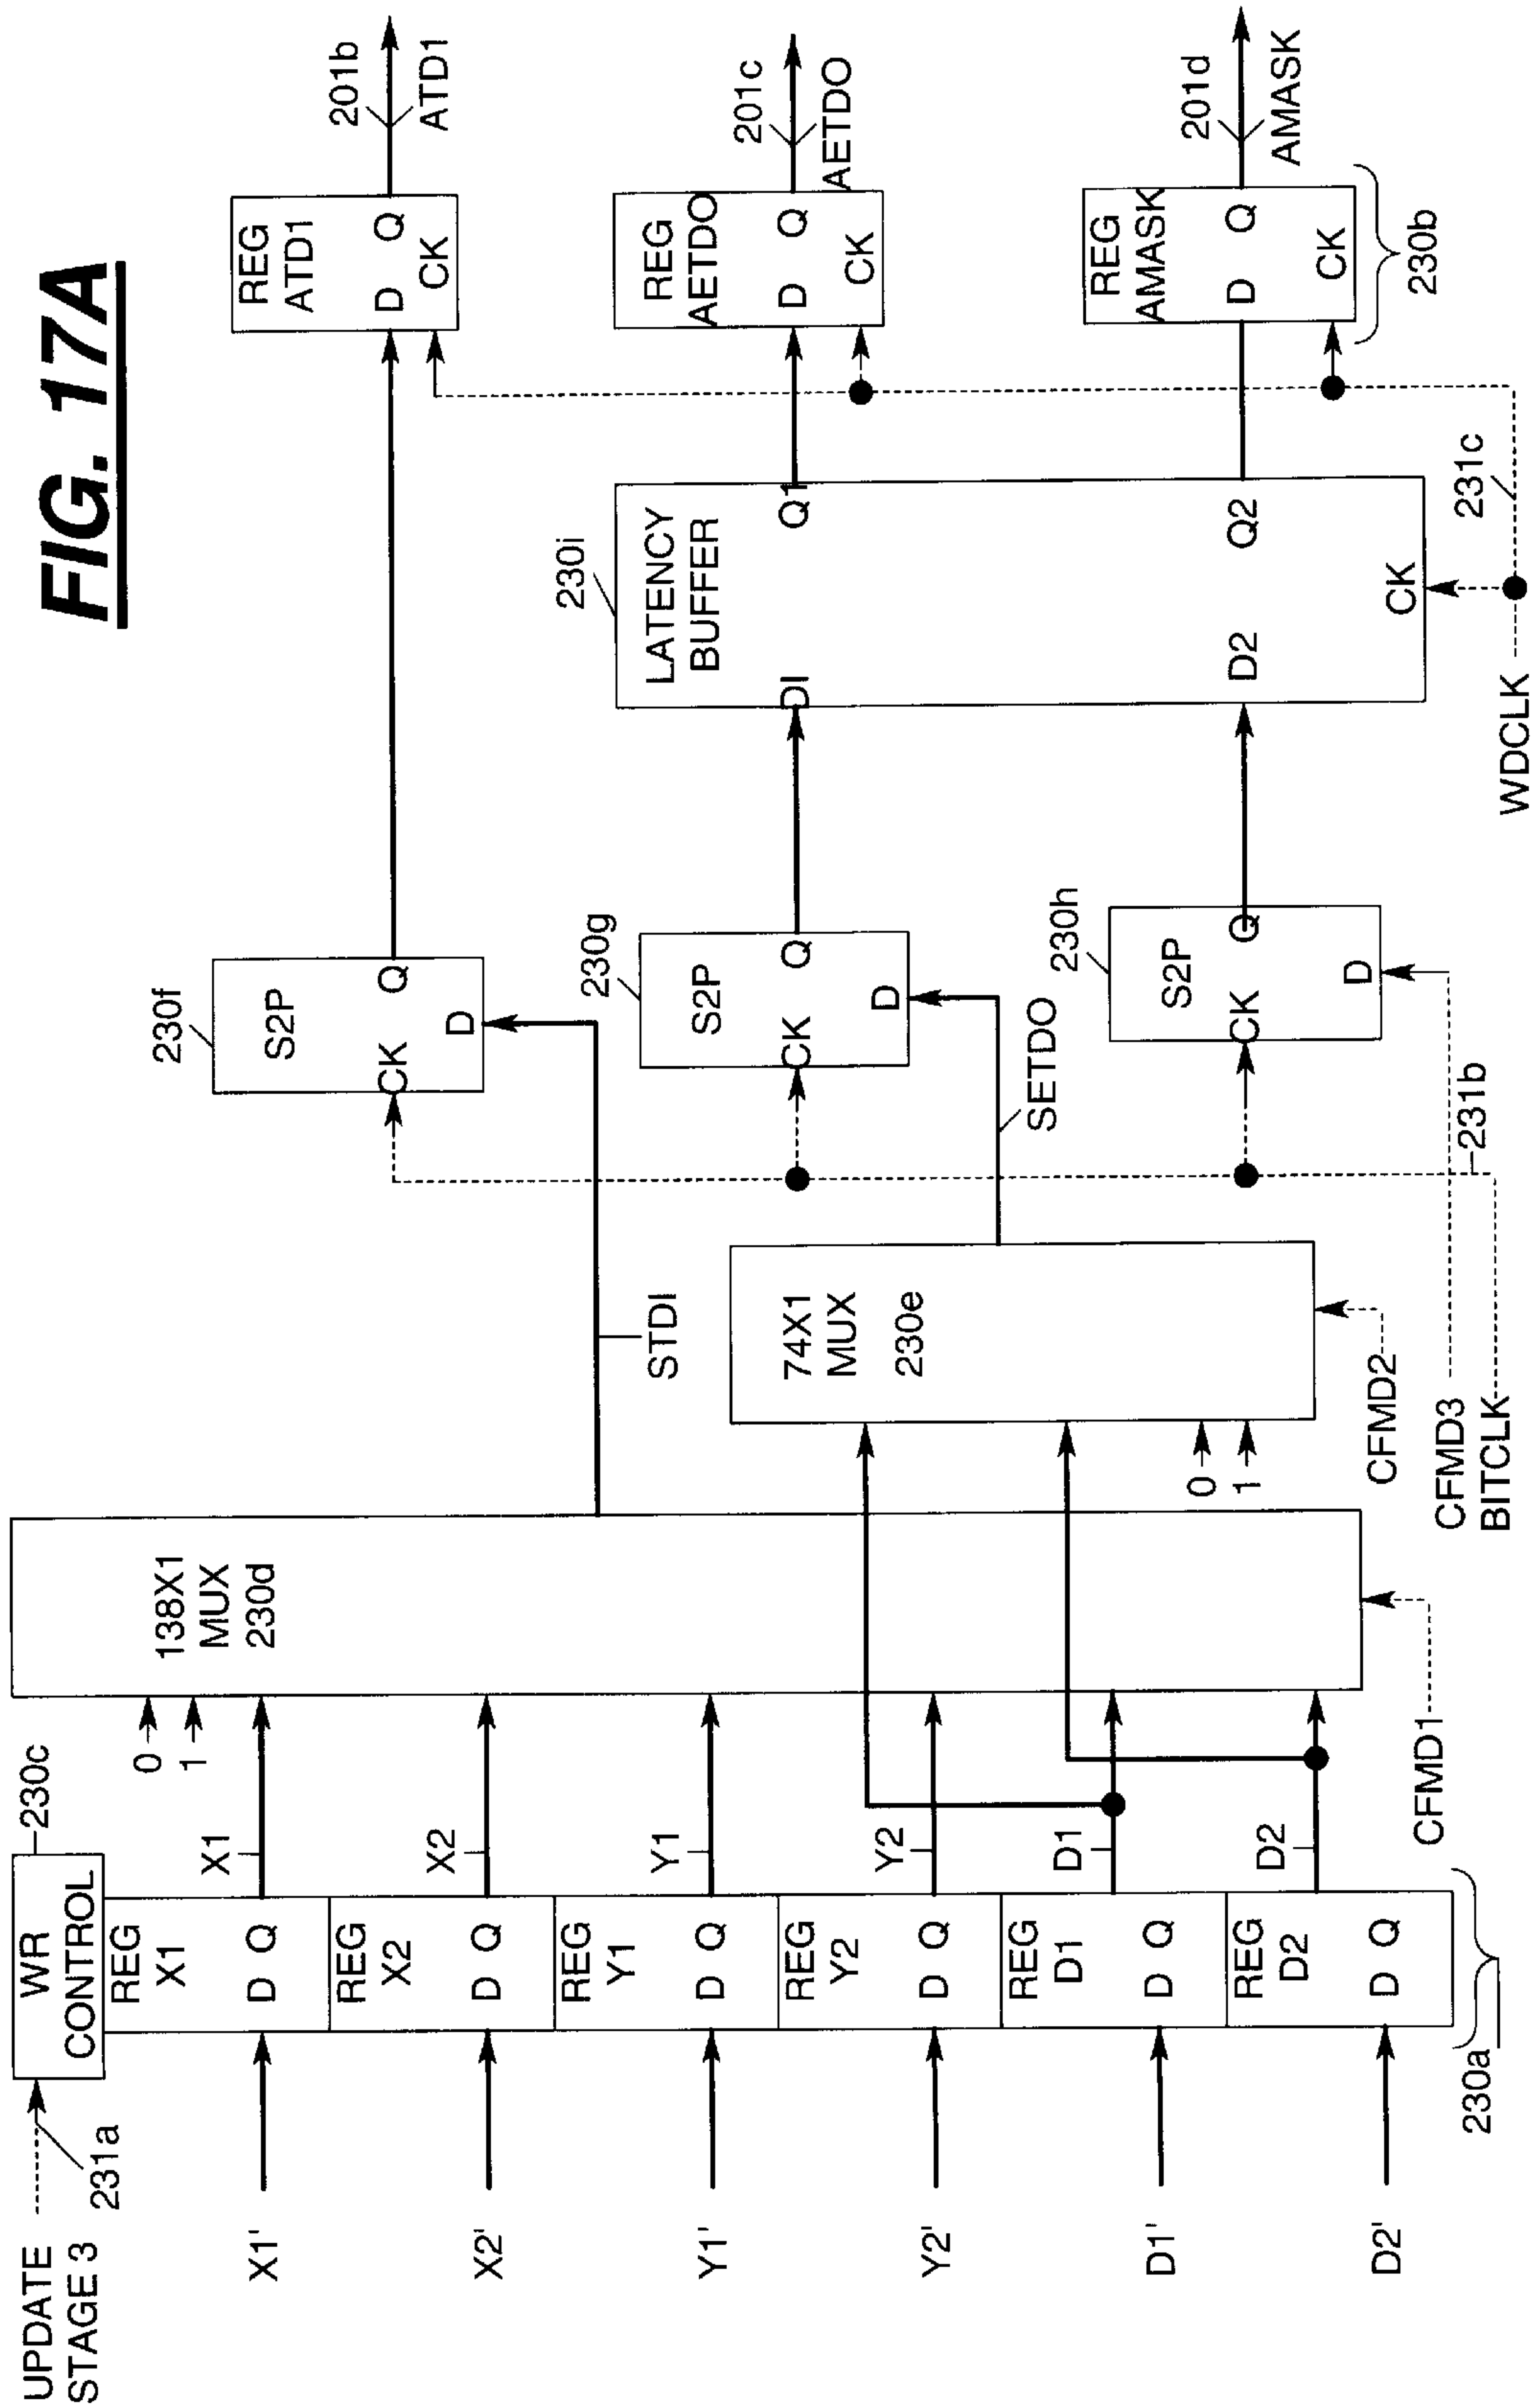 FIG. 17A
UPDATE
STAGE 3
231a
WR
CONTROL
230c
X1'
REG
X1
D Q
X1
X2'
REG
X2
D Q
X2
Y1'
REG
Y1
D Q
Y1
Y2'
REG
Y2
D Q
Y2
D1'
REG
D1
D Q
D1
D2'
REG
D2
D Q
D2
230a
0
1
138X1
MUX
230d
CFMD1
STDI
0
1
74X1
MUX
230e
CFMD2
SETDO
CFMD3
BITCLK
231b
230f
S2P
CK Q
D
230g
S2P
CK Q
D
230h
S2P
CK Q
D
230i
LATENCY
BUFFER
DI Q1
D2 Q2
CK
WDCLK
231c
REG
ATD1
D Q
CK
201b
ATD1
REG
AETDO
D Q
CK
201c
AETDO
REG
AMASK
D Q
CK
201d
AMASK
230b